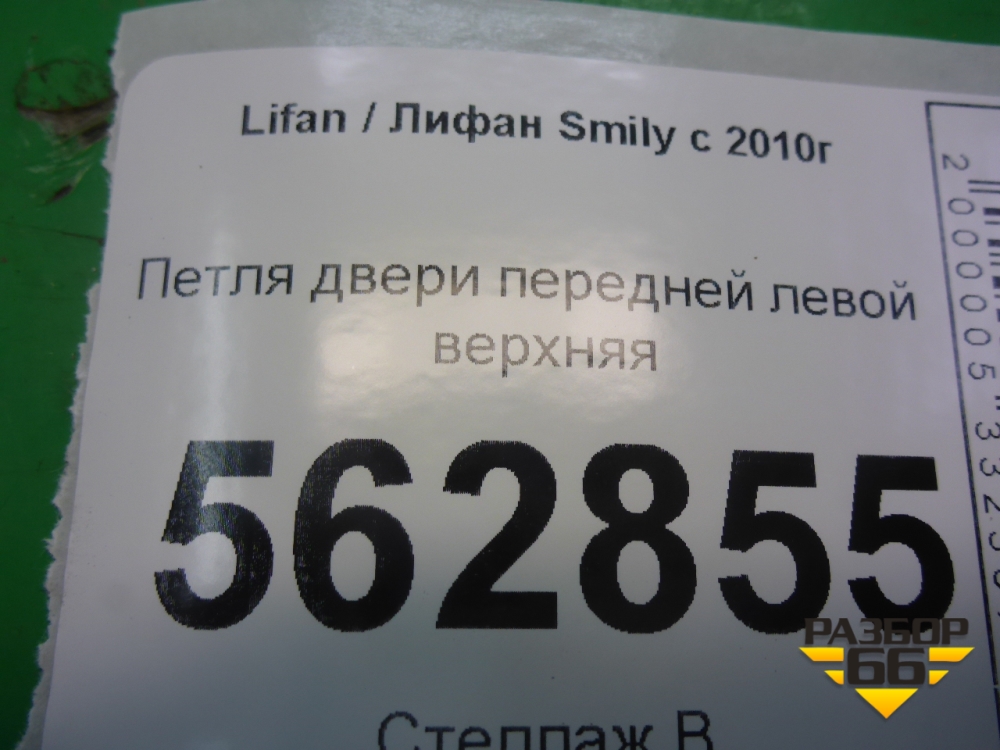 Lifan / Лифан Smily с 2010г
Петля двери передней левой
верхняя
562855
Стеллаж В
РАЗБОР
66